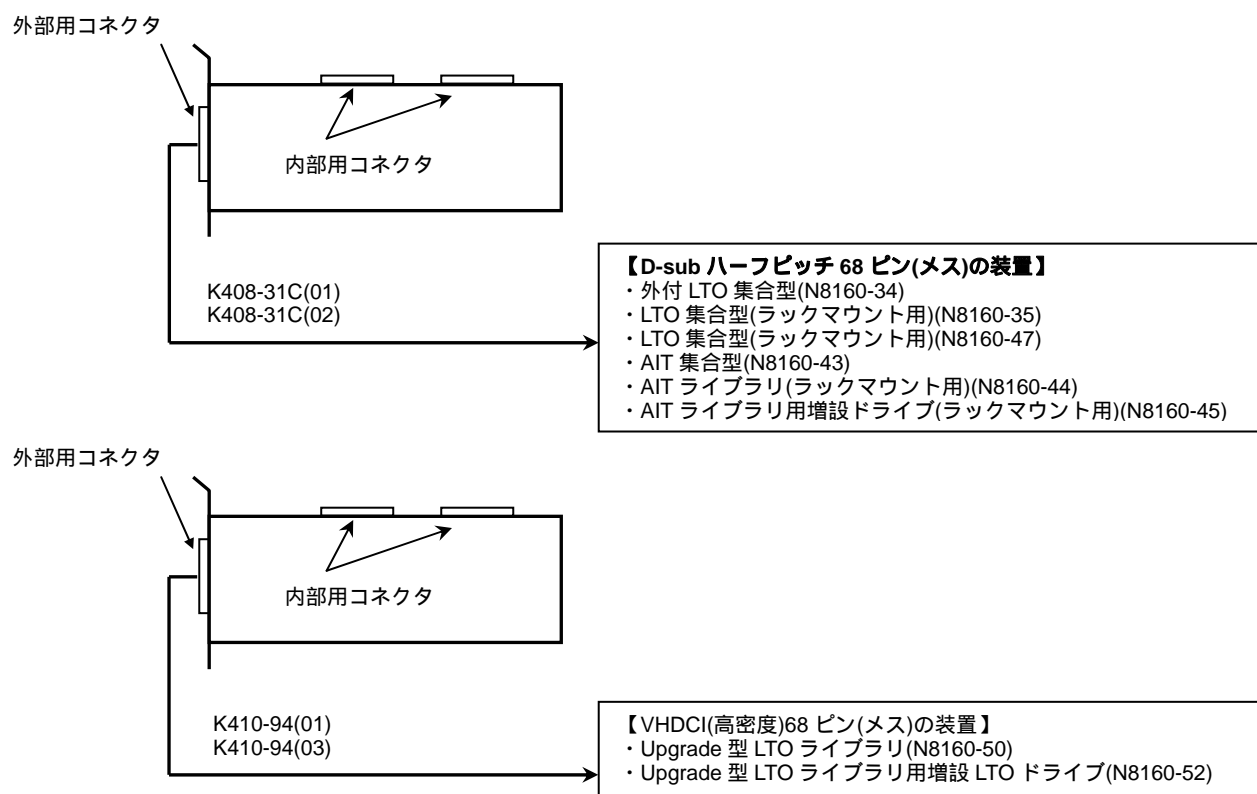 外部用コネクタ
内部用コネクタ
K408-31C(01)
K408-31C(02)
【D-sub ハーフピッチ 68 ピン(メス)の装置】
・外付 LTO 集合型(N8160-34)
・LTO 集合型(ラックマウント用)(N8160-35)
・LTO 集合型(ラックマウント用)(N8160-47)
・AIT 集合型(N8160-43)
・AIT ライブラリ(ラックマウント用)(N8160-44)
・AIT ライブラリ用増設ドライブ(ラックマウント用)(N8160-45)
外部用コネクタ
内部用コネクタ
K410-94(01)
K410-94(03)
【VHDCI(高密度)68 ピン(メス)の装置】
・Upgrade 型 LTO ライブラリ(N8160-50)
・Upgrade 型 LTO ライブラリ用増設 LTO ドライブ(N8160-52)